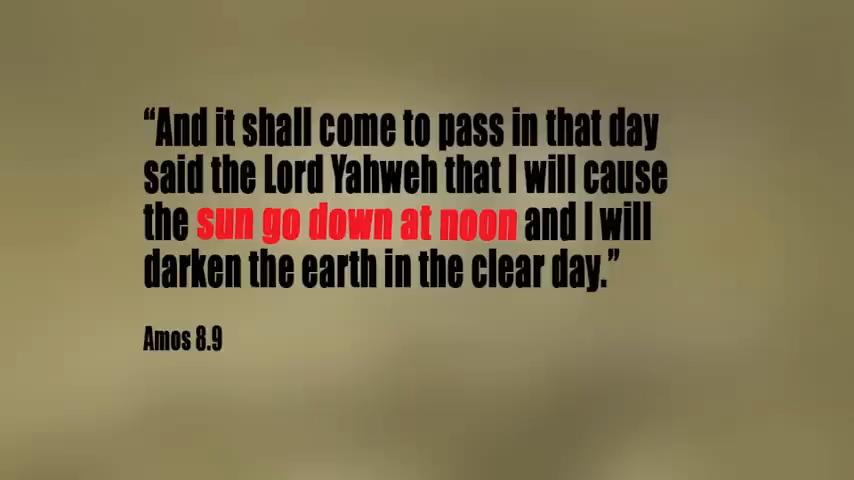 “And it shall come to pass in that day
said the Lord Yahweh that I will cause
the sun go down at noon and I will
darken the earth in the clear day.”
Amos 8.9